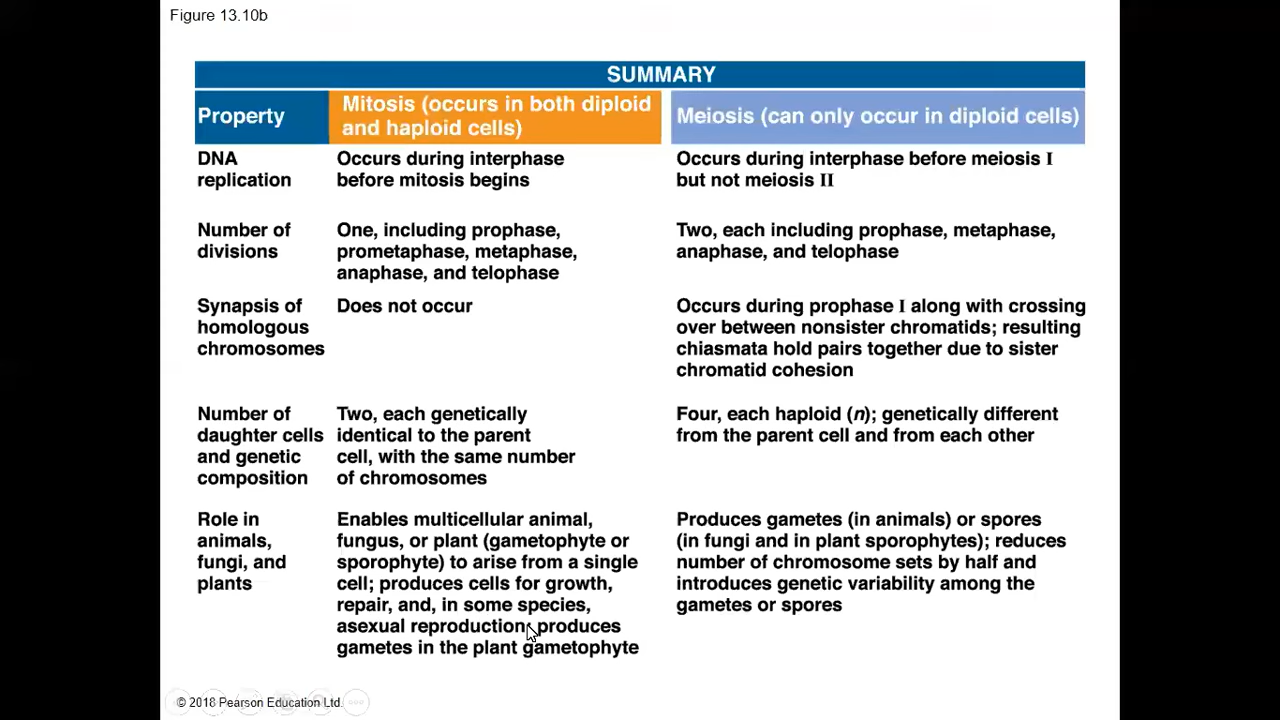 Figure 13.10b
SUMMARY
Property
Mitosis (occurs in both diploid
and haploid cells)
Meiosis (can only occur in diploid cells)
DNA
replication
Occurs during interphase
before mitosis begins
Occurs during interphase before meiosis I
but not meiosis II
Number of
divisions
One, including prophase,
prometaphase, metaphase,
anaphase, and telophase
Two, each including prophase, metaphase,
anaphase, and telophase
Synapsis of
homologous
chromosomes
Does not occur
Occurs during prophase I along with crossing
over between nonsister chromatids; resulting
chiasmata hold pairs together due to sister
chromatid cohesion
Number of
daughter cells
and genetic
composition
Two, each genetically
identical to the parent
cell, with the same number
of chromosomes
Four, each haploid (n); genetically different
from the parent cell and from each other
Role in
animals,
fungi, and
plants
Enables multicellular animal,
fungus, or plant (gametophyte or
sporophyte) to arise from a single
cell; produces cells for growth,
repair, and, in some species,
asexual reproduction; produces
gametes in the plant gametophyte
Produces gametes (in animals) or spores
(in fungi and in plant sporophytes); reduces
number of chromosome sets by half and
introduces genetic variability among the
gametes or spores
© 2018 Pearson Education Ltd.